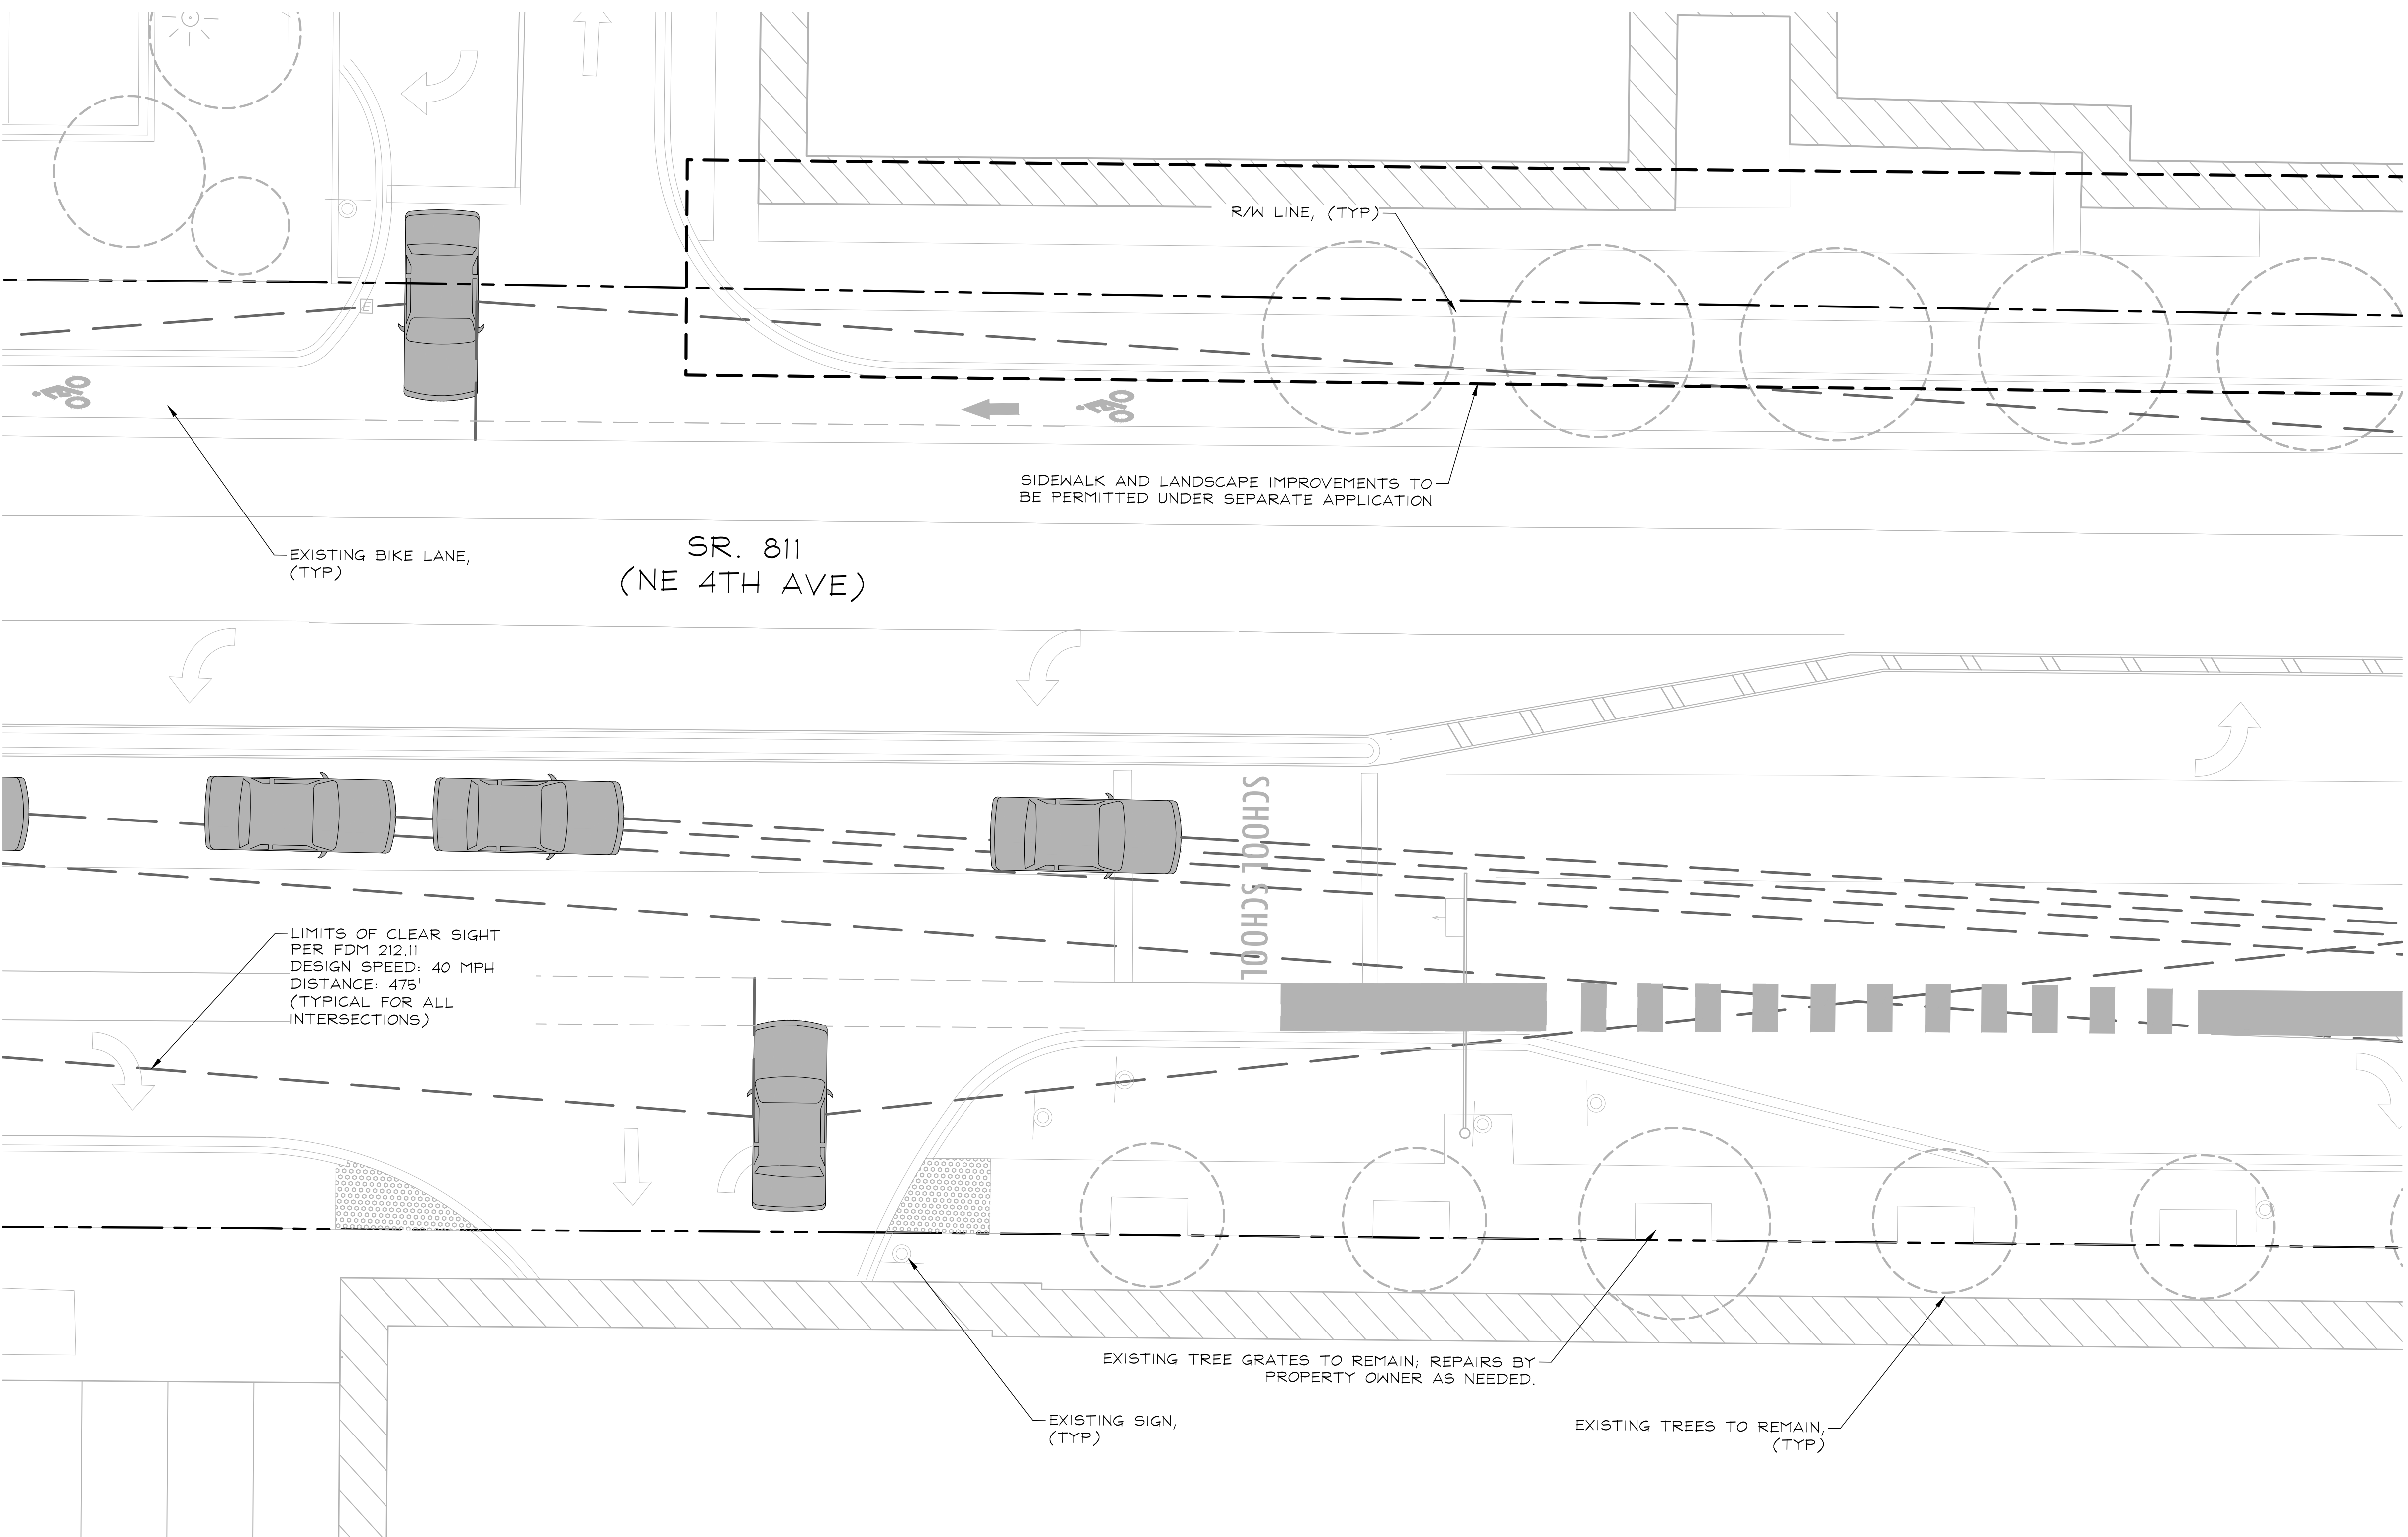 R/W LINE, (TYP)
E
SIDEWALK AND LANDSCAPE IMPROVEMENTS TO
BE PERMITTED UNDER SEPARATE APPLICATION
EXISTING BIKE LANE,
(TYP)
SR. 811
(NE 4TH AVE)
SCHOOL
SCHOOL
LIMITS OF CLEAR SIGHT
PER FDM 212.11
DESIGN SPEED: 40 MPH
DISTANCE: 475'
(TYPICAL FOR ALL
INTERSECTIONS)
EXISTING TREE GRATES TO REMAIN; REPAIRS BY
PROPERTY OWNER AS NEEDED.
EXISTING SIGN,
(TYP)
EXISTING TREES TO REMAIN,
(TYP)